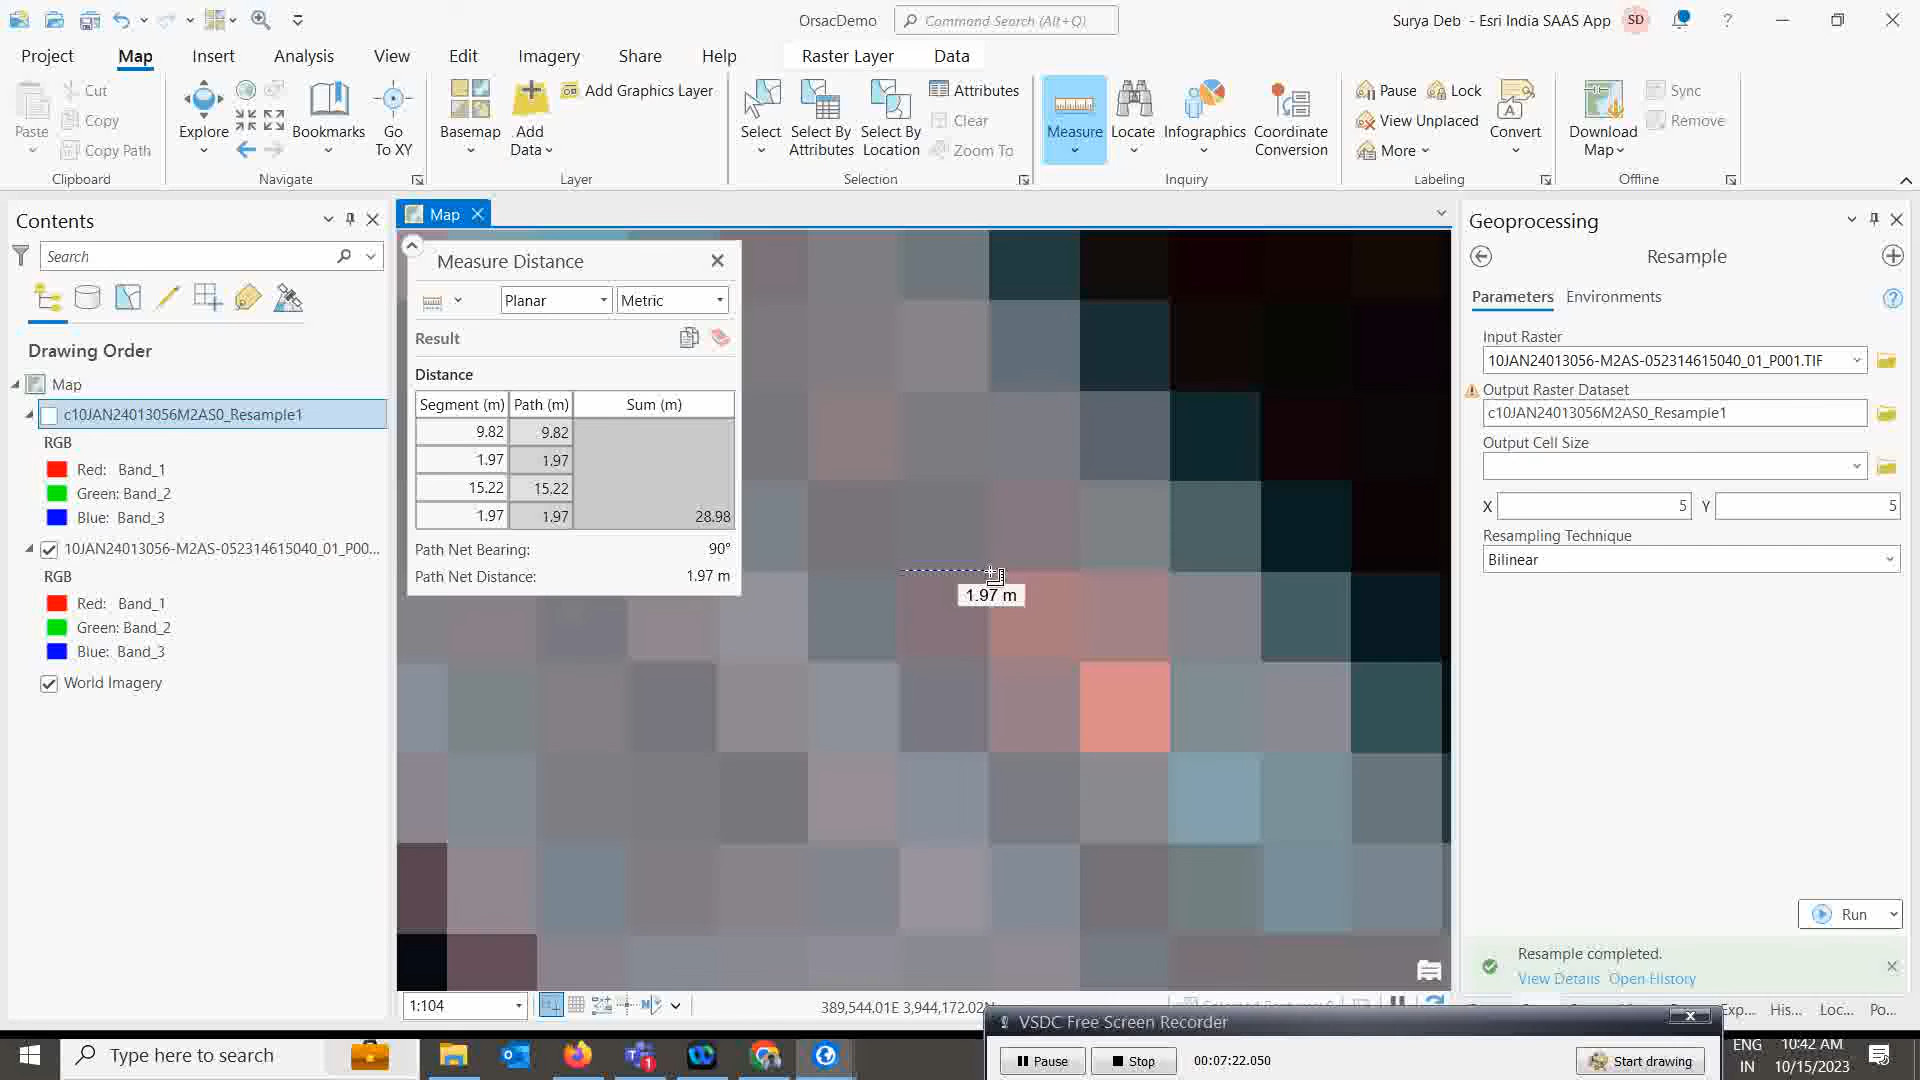 OrsacDemo
Command Search (Alt+Q)
Surya Deb - Esri India SAAS App
SD
?
Project
Map
Insert
Analysis
View
Edit
Imagery
Share
Help
Raster Layer
Data
Paste
Cut
Copy
Copy Path
Clipboard
Explore
Bookmarks
Go To XY
Navigate
Basemap
Add Data
Add Graphics Layer
Layer
Select
Select By Attributes
Select By Location
Attributes
Clear
Zoom To
Selection
Measure
Locate
Infographics
Coordinate Conversion
Inquiry
Pause
Lock
View Unplaced
More
Convert
Labeling
Download Map
Sync
Remove
Offline
Contents
Search
Drawing Order
Map
c10JAN24013056M2AS0_Resample1
RGB
Red: Band_1
Green: Band_2
Blue: Band_3
10JAN24013056-M2AS-052314615040_01_P00...
RGB
Red: Band_1
Green: Band_2
Blue: Band_3
World Imagery
Map
Measure Distance
Planar
Metric
Result
Distance
Segment (m) Path (m) Sum (m)
9.82 9.82
1.97 1.97
15.22 15.22
1.97 1.97 28.98
Path Net Bearing: 90°
Path Net Distance: 1.97 m
1.97 m
1:104
389,544.01E 3,944,172.02N
Geoprocessing
Resample
Parameters
Environments
Input Raster
10JAN24013056-M2AS-052314615040_01_P001.TIF
Output Raster Dataset
c10JAN24013056M2AS0_Resample1
Output Cell Size
X 5 Y 5
Resampling Technique
Bilinear
Run
Resample completed.
View Details Open History
Exp... His... Loc... Po...
VSDC Free Screen Recorder
Pause
Stop
00:07:22.050
Start drawing
Type here to search
ENG
IN
10:42 AM
10/15/2023